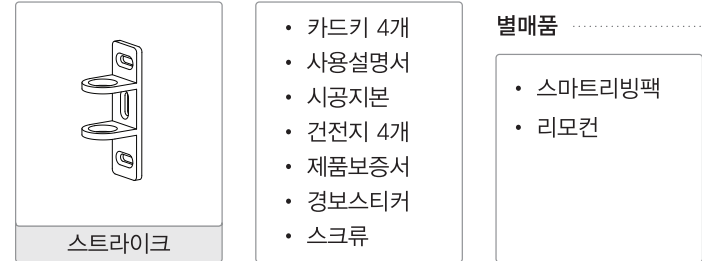 스트라이크
• 카드키 4개
• 사용설명서
• 시공지본
• 건전지 4개
• 제품보증서
• 경보스티커
• 스크류
별매품
• 스마트리빙팩
• 리모컨